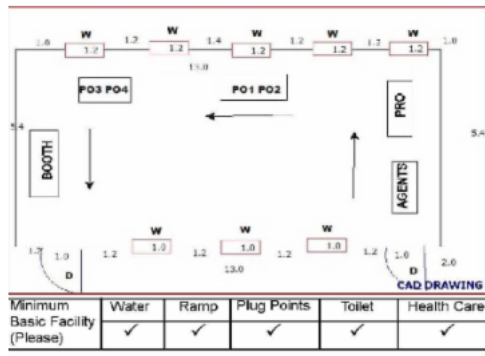 W W W W W
1.0 1.2 1.2 1.2 1.2 1.4 1.2 1.2 1.2 1.2 1.2 1.0
13.0
PO3 PO4 PO1 PO2 PRO
5.4 5.4
BOOTH AGENTS
W W W
1.2 1.0 1.2 1.0 1.2 1.0 1.2 1.0 1.2 1.0 2.0
13.0
D D
CAD DRAWING
Minimum Basic Facility (Please) Water Ramp Plug Points Toilet Health Care
✓ ✓ ✓ ✓ ✓